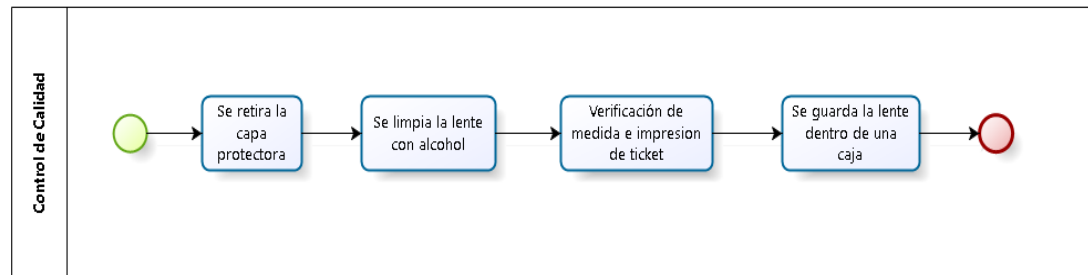 Control de Calidad
Se retira la
capa
protectora
Se limpia la lente
con alcohol
Verificación de
medida e impresion
de ticket
Se guarda la lente
dentro de una
caja